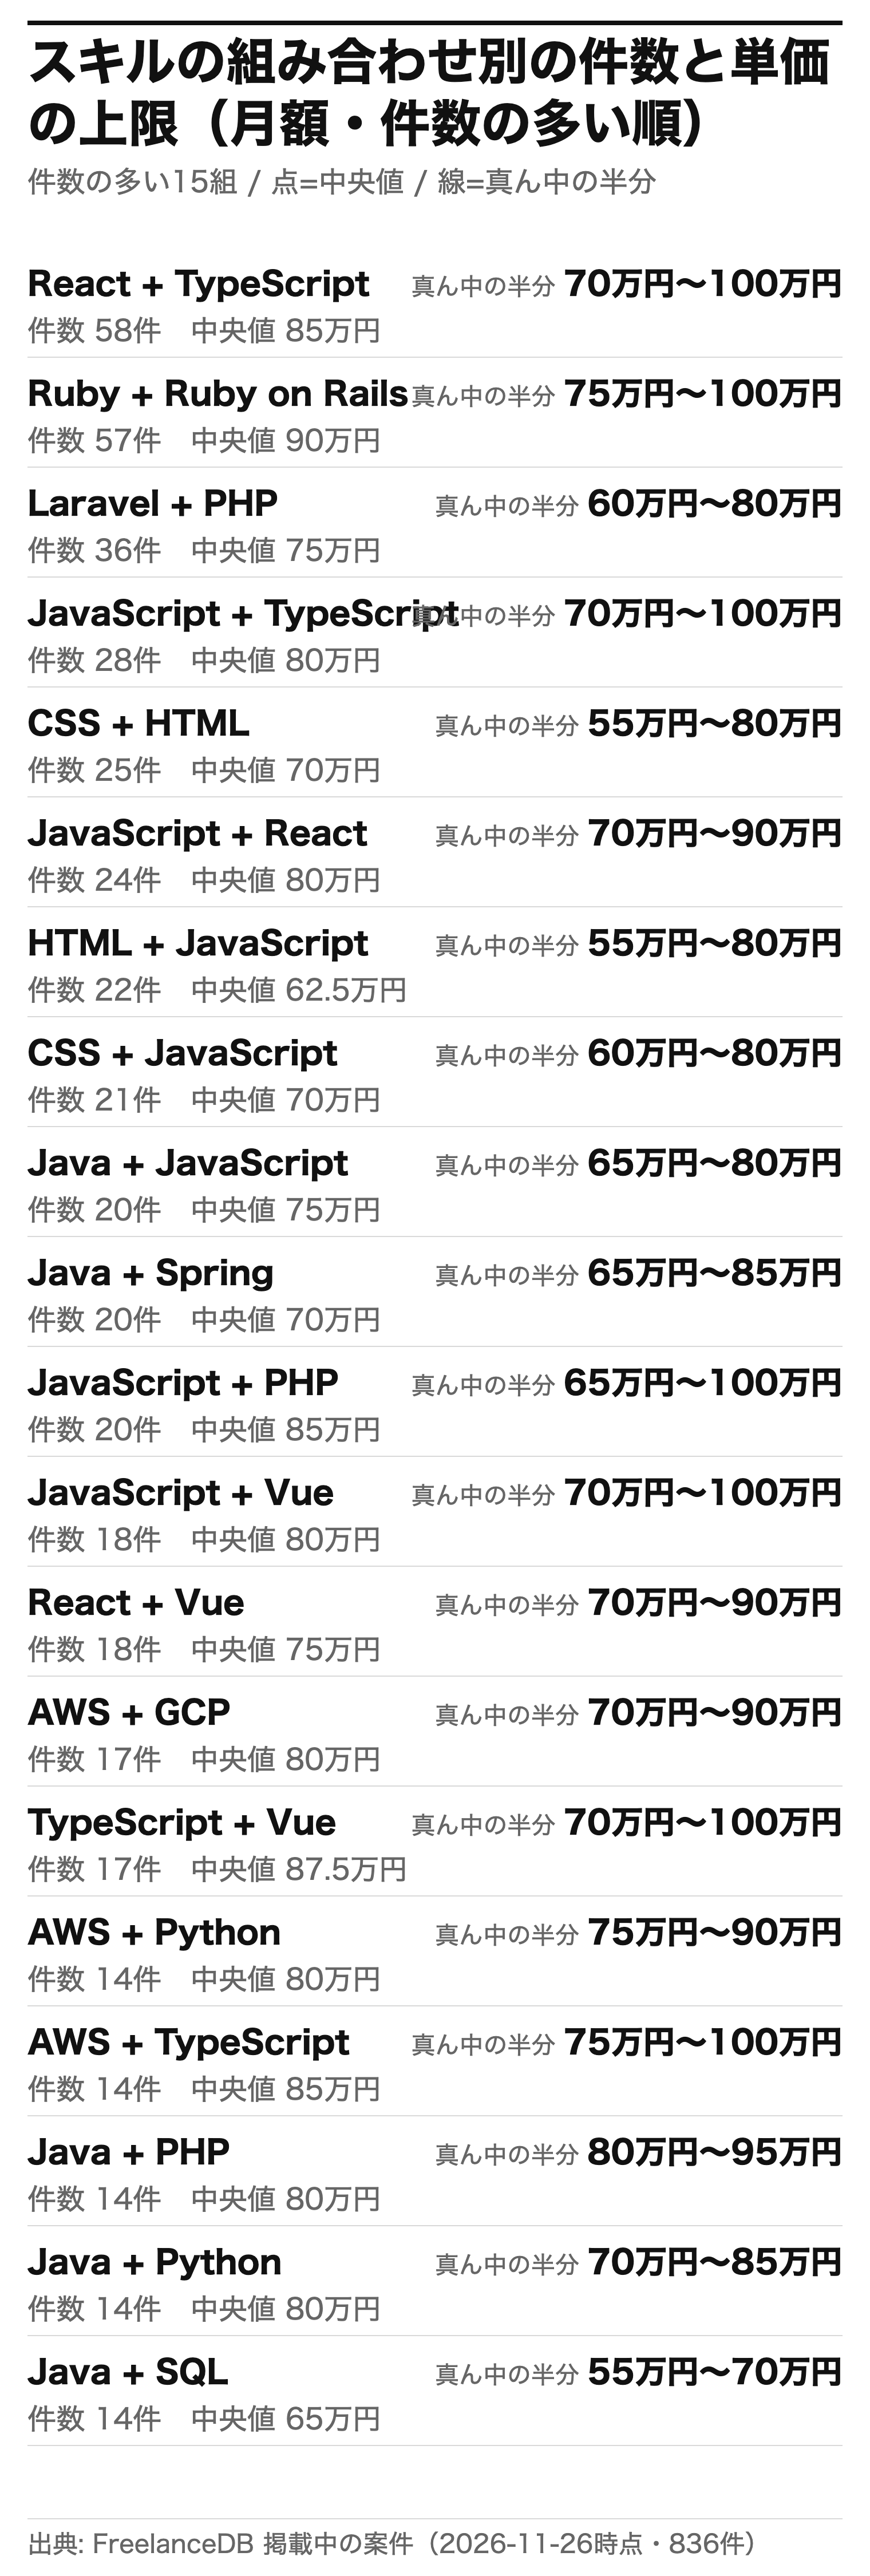 スキルの組み合わせ別の件数と単価
の上限（月額・件数の多い順）
件数の多い15組 / 点=中央値 / 線=真ん中の半分
React + TypeScript 真ん中の半分 70万円〜100万円
件数 58件 中央値 85万円
Ruby + Ruby on Rails 真ん中の半分 75万円〜100万円
件数 57件 中央値 90万円
Laravel + PHP 真ん中の半分 60万円〜80万円
件数 36件 中央値 75万円
JavaScript + TypeScript 真ん中の半分 70万円〜100万円
件数 28件 中央値 80万円
CSS + HTML 真ん中の半分 55万円〜80万円
件数 25件 中央値 70万円
JavaScript + React 真ん中の半分 70万円〜90万円
件数 24件 中央値 80万円
HTML + JavaScript 真ん中の半分 55万円〜80万円
件数 22件 中央値 62.5万円
CSS + JavaScript 真ん中の半分 60万円〜80万円
件数 21件 中央値 70万円
Java + JavaScript 真ん中の半分 65万円〜80万円
件数 20件 中央値 75万円
Java + Spring 真ん中の半分 65万円〜85万円
件数 20件 中央値 70万円
JavaScript + PHP 真ん中の半分 65万円〜100万円
件数 20件 中央値 85万円
JavaScript + Vue 真ん中の半分 70万円〜100万円
件数 18件 中央値 80万円
React + Vue 真ん中の半分 70万円〜90万円
件数 18件 中央値 75万円
AWS + GCP 真ん中の半分 70万円〜90万円
件数 17件 中央値 80万円
TypeScript + Vue 真ん中の半分 70万円〜100万円
件数 17件 中央値 87.5万円
AWS + Python 真ん中の半分 75万円〜90万円
件数 14件 中央値 80万円
AWS + TypeScript 真ん中の半分 75万円〜100万円
件数 14件 中央値 85万円
Java + PHP 真ん中の半分 80万円〜95万円
件数 14件 中央値 80万円
Java + Python 真ん中の半分 70万円〜85万円
件数 14件 中央値 80万円
Java + SQL 真ん中の半分 55万円〜70万円
件数 14件 中央値 65万円
出典: FreelanceDB 掲載中の案件（2026-11-26時点・836件）